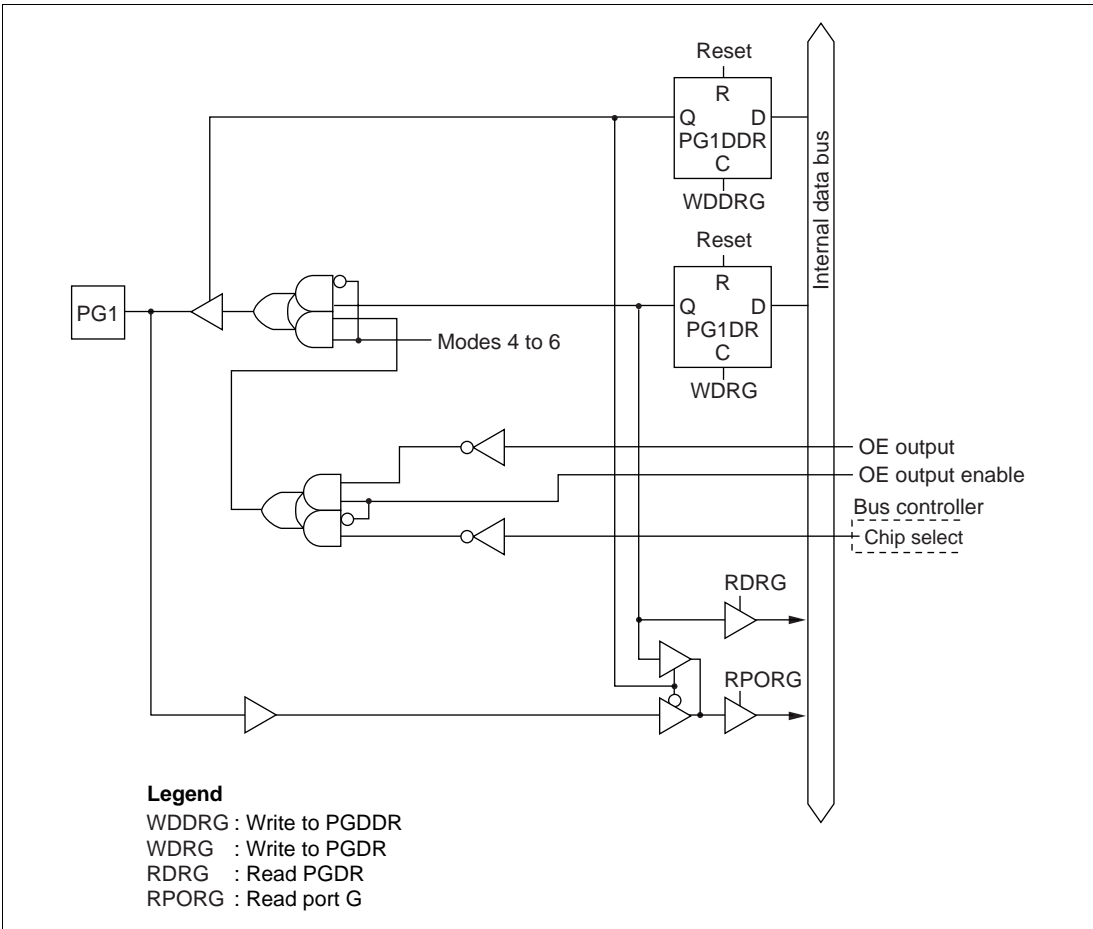 Reset
R
Q D
PG1DDR
C
WDDRG
Internal data bus
Reset
R
Q D
PG1DR
C
WDRG
PG1
Modes 4 to 6
OE output
OE output enable
Bus controller
Chip select
RDRG
RPORG
Legend
WDDRG : Write to PGDDR
WDRG : Write to PGDR
RDRG : Read PGDR
RPORG : Read port G